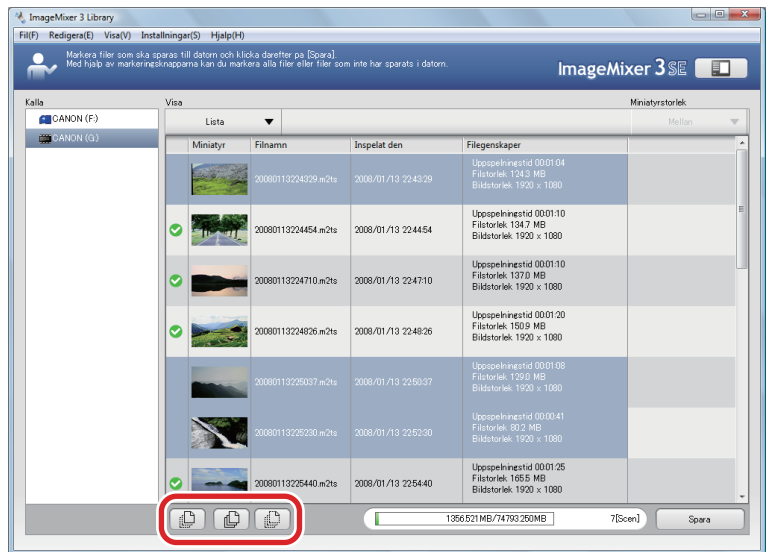 ImageMixer 3 Library
Fil(F) Redigera(E) Visa(V) Installningar(S) Hjalp(H)
Markera filer som ska sparas till datorn och klicka darefter pa [Spara].
Med hjalp av markeringsknapparna kan du markera alla filer eller filer som inte har sparats i datorn.
ImageMixer 3 SE
Kalla Visa Miniatyrstorlek
CANON (F:) Lista Mellan
CANON (G:)
Miniatyr Filnamn Inspelat den Filegenskaper
20080113224329.m2ts 2008/01/13 22:43:29
Uppspelningstid 00:01:04
Filstorlek 124.3 MB
Bildstorlek 1920 x 1080
20080113224454.m2ts 2008/01/13 22:44:54
Uppspelningstid 00:01:10
Filstorlek 134.7 MB
Bildstorlek 1920 x 1080
20080113224710.m2ts 2008/01/13 22:47:10
Uppspelningstid 00:01:10
Filstorlek 137.0 MB
Bildstorlek 1920 x 1080
20080113224826.m2ts 2008/01/13 22:48:26
Uppspelningstid 00:01:20
Filstorlek 150.9 MB
Bildstorlek 1920 x 1080
20080113225037.m2ts 2008/01/13 22:50:37
Uppspelningstid 00:01:08
Filstorlek 129.0 MB
Bildstorlek 1920 x 1080
20080113225230.m2ts 2008/01/13 22:52:30
Uppspelningstid 00:00:41
Filstorlek 80.2 MB
Bildstorlek 1920 x 1080
20080113225440.m2ts 2008/01/13 22:54:40
Uppspelningstid 00:01:25
Filstorlek 165.5 MB
Bildstorlek 1920 x 1080
1356.521MB/74793.250MB 7[Scen] Spara